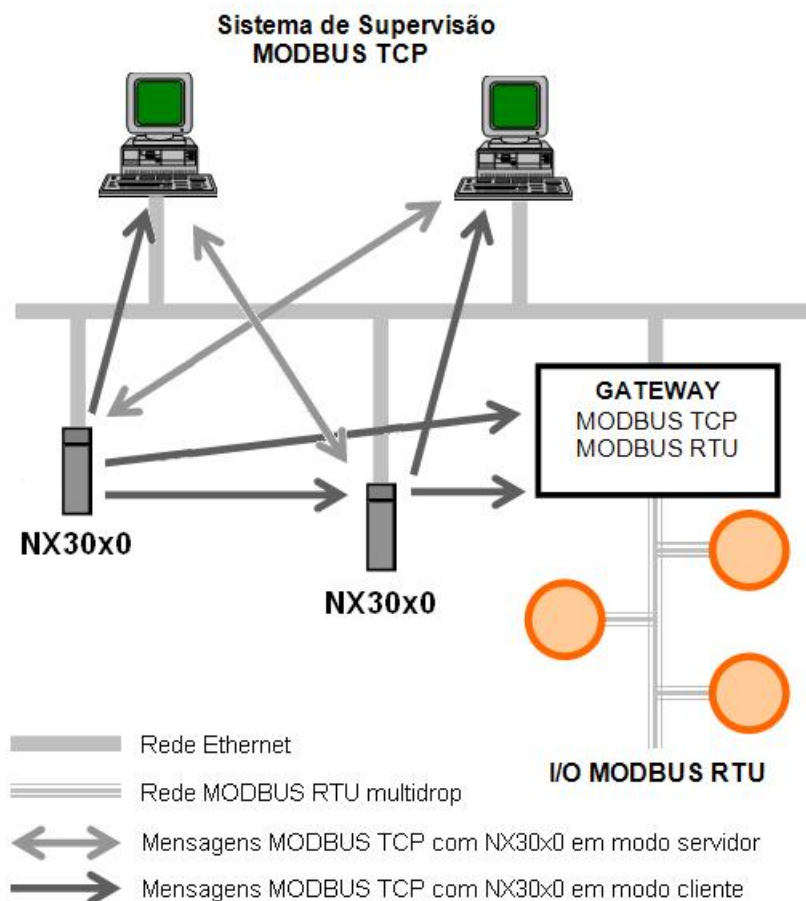 Sistema de Supervisão
MODBUS TCP
GATEWAY
MODBUS TCP
MODBUS RTU
NX30x0
NX30x0
I/O MODBUS RTU
Rede Ethernet
Rede MODBUS RTU multidrop
Mensagens MODBUS TCP com NX30x0 em modo servidor
Mensagens MODBUS TCP com NX30x0 em modo cliente